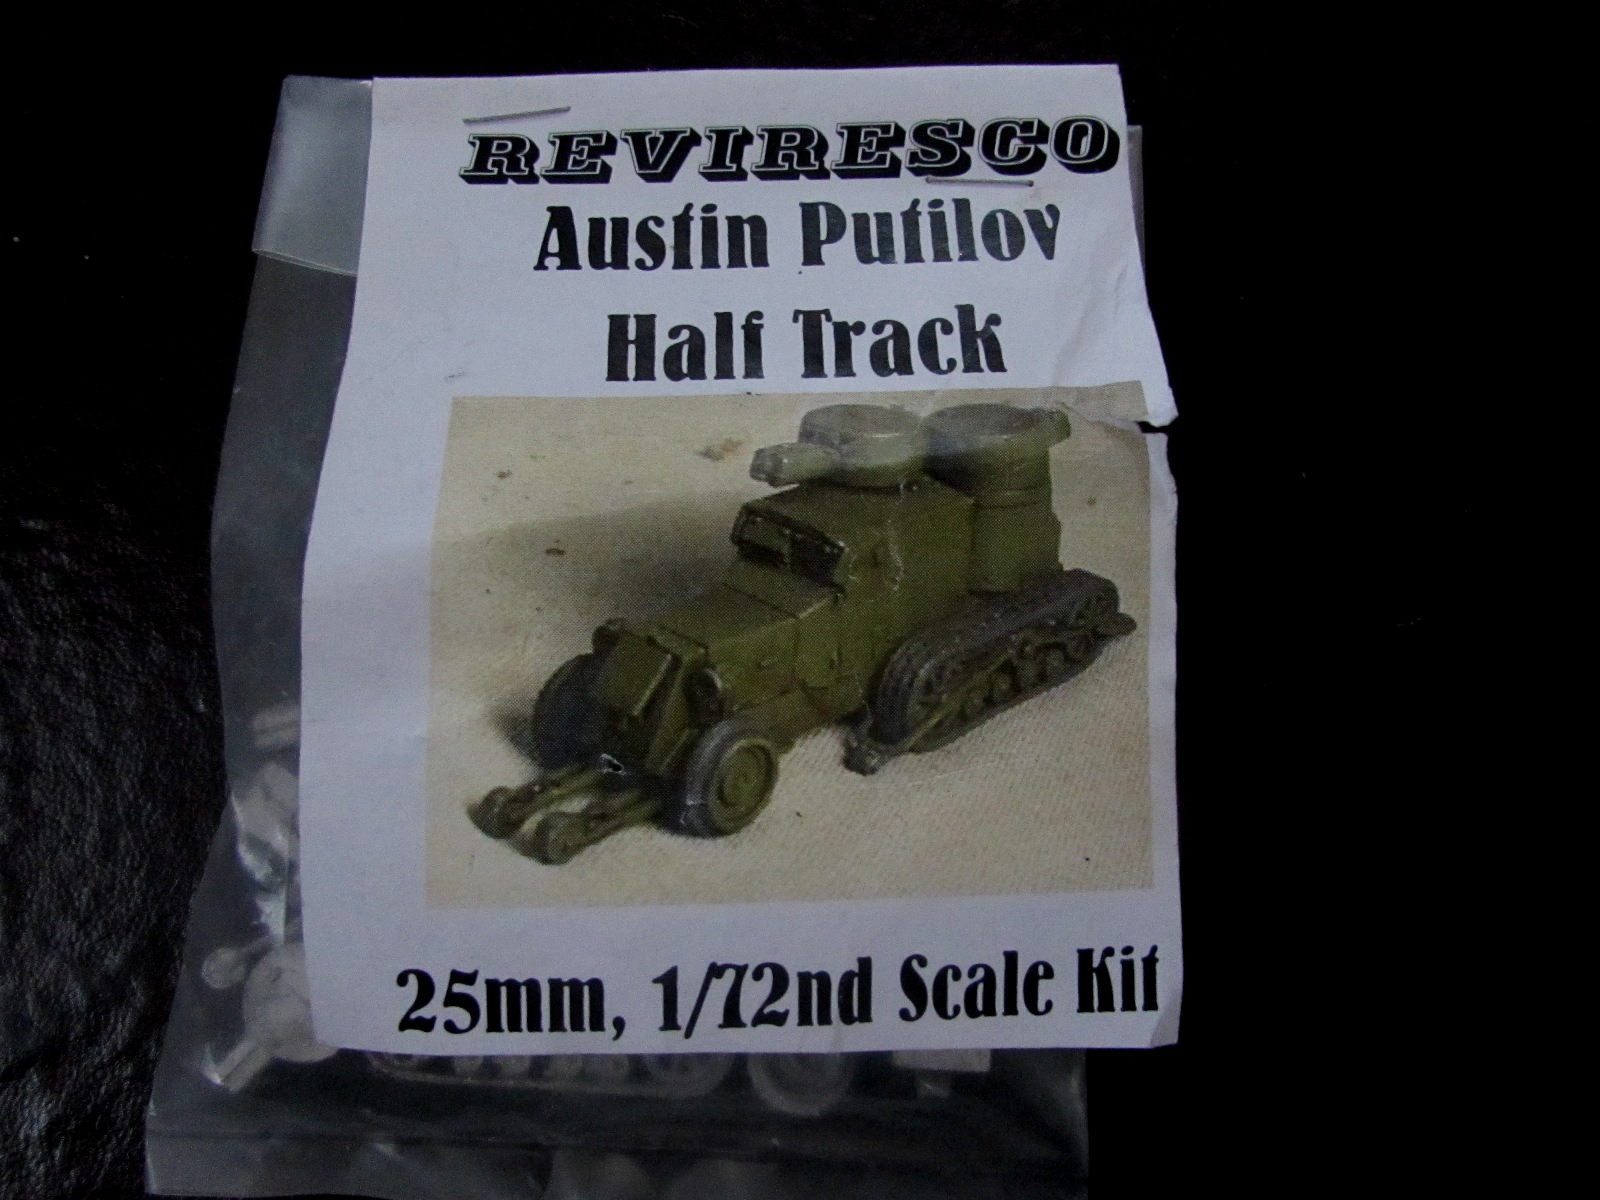 REVIRESCO
Austin Putilov
Half Track
25mm, 1/72nd Scale Kit